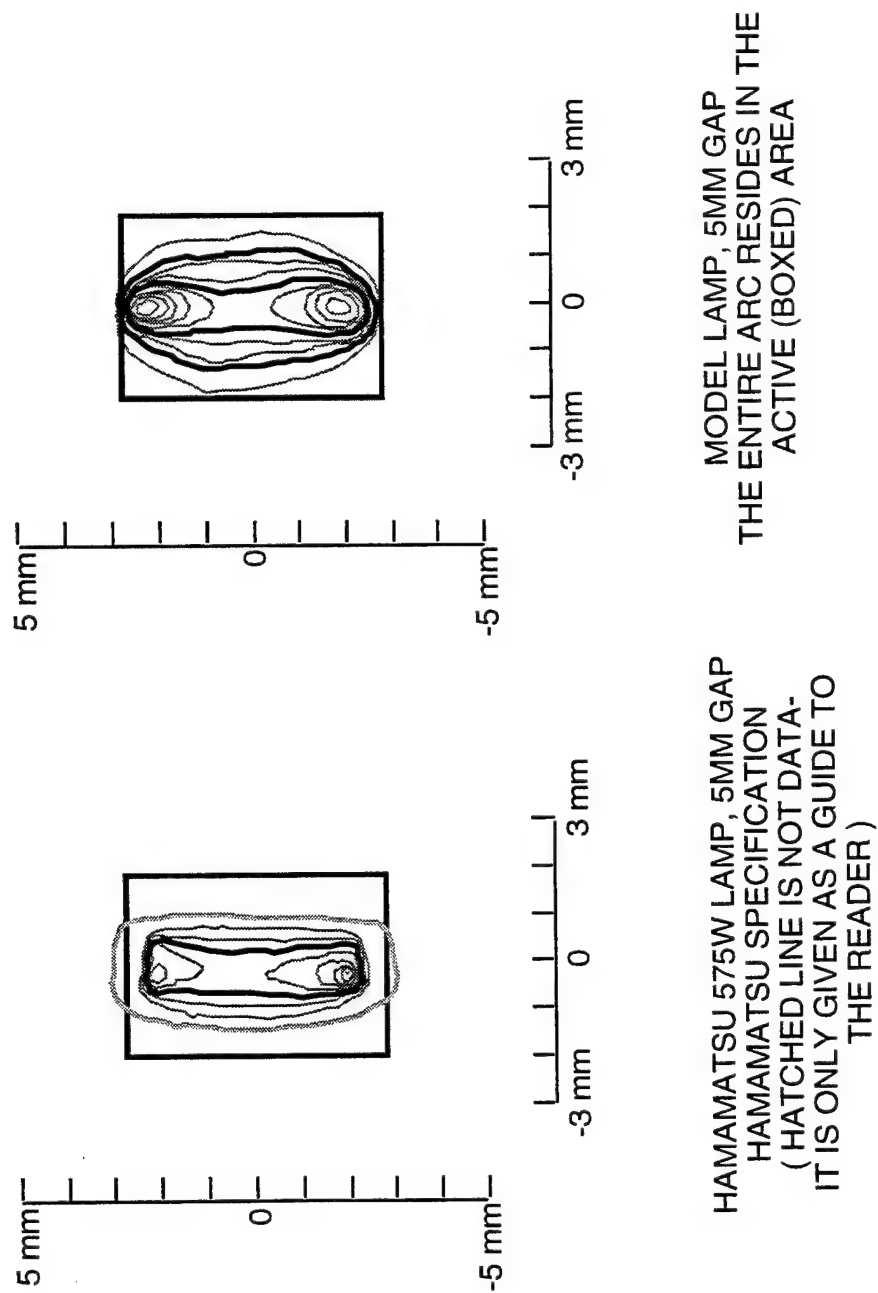 5 mm
0
-5 mm
-3 mm
0
3 mm
HAMAMATSU 575W LAMP, 5MM GAP
HAMAMATSU SPECIFICATION
( HATCHED LINE IS NOT DATA-
IT IS ONLY GIVEN AS A GUIDE TO
THE READER )
5 mm
0
-5 mm
-3 mm
0
3 mm
MODEL LAMP, 5MM GAP
THE ENTIRE ARC RESIDES IN THE
ACTIVE (BOXED) AREA